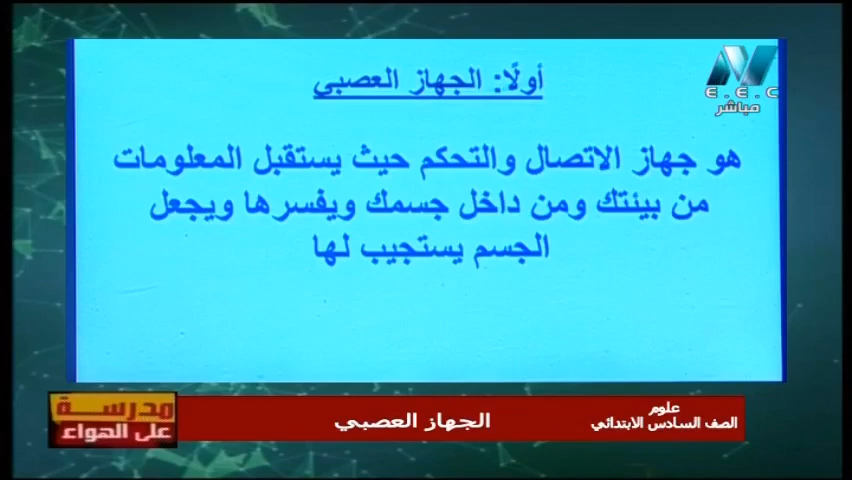 أولًا: الجهاز العصبي
E.E.C
مباشر
هو جهاز الاتصال والتحكم حيث يستقبل المعلومات
من بيئتك ومن داخل جسمك ويفسرها ويجعل
الجسم يستجيب لها
علوم
الصف السادس الابتدائي
الجهاز العصبي
مدرسة
على الهواء